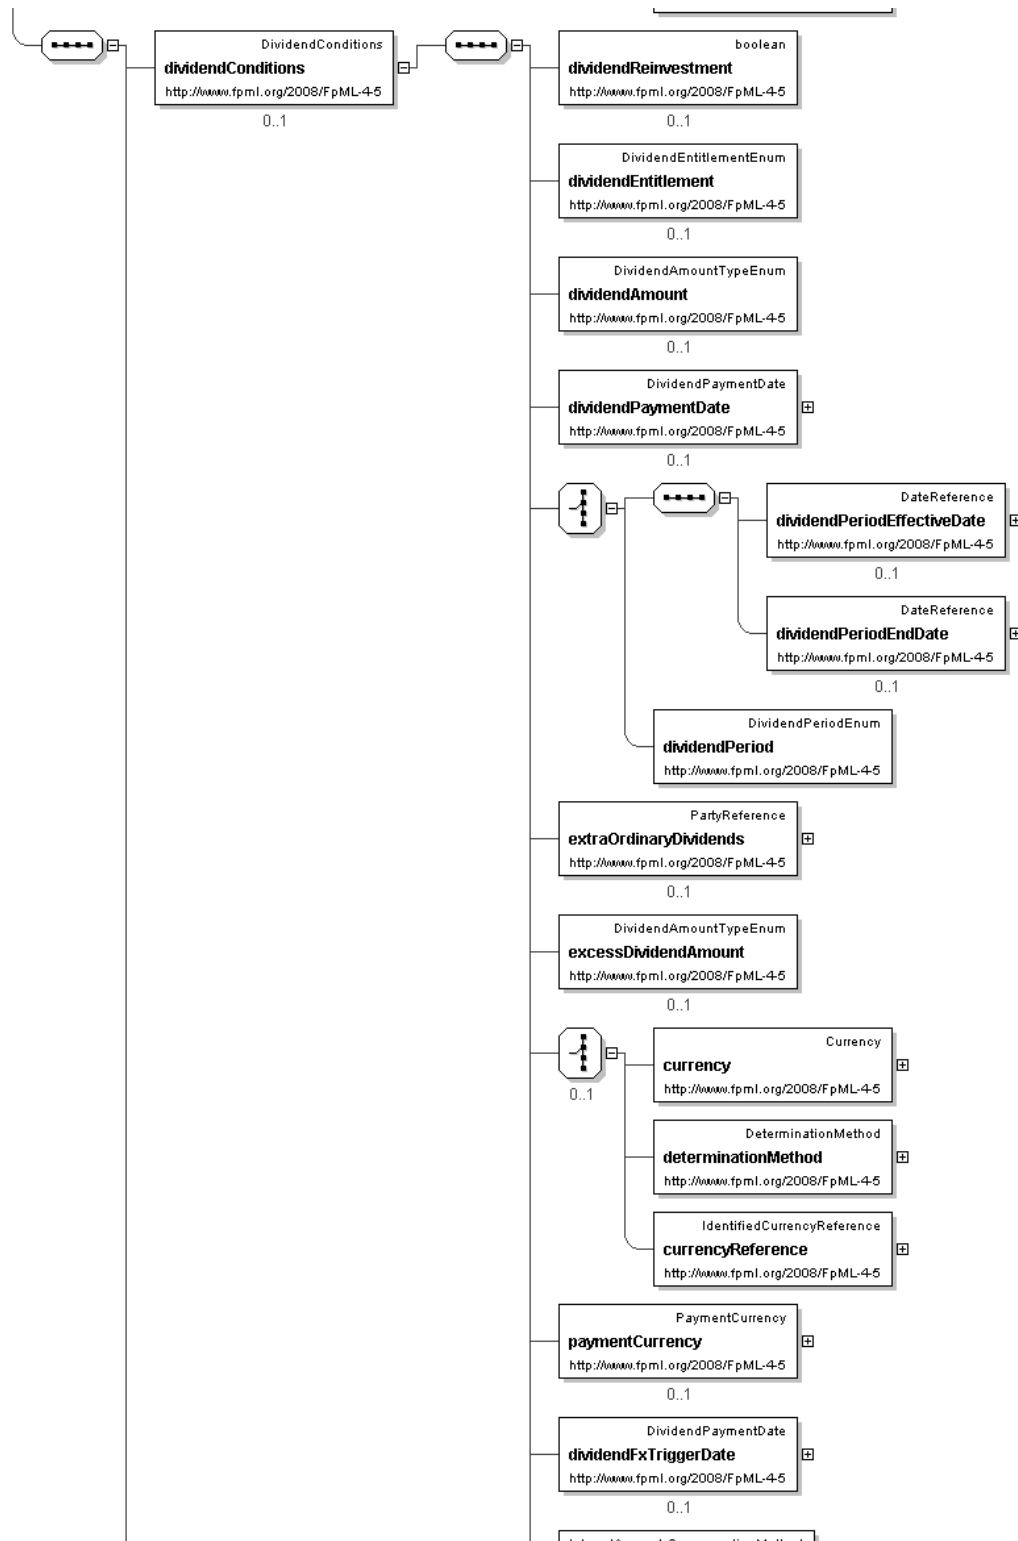 DividendConditions
dividendConditions
http://www.fpml.org/2008/FpML-4-5
0..1
boolean
dividendReinvestment
http://www.fpml.org/2008/FpML-4-5
0..1
DividendEntitlementEnum
dividendEntitlement
http://www.fpml.org/2008/FpML-4-5
0..1
DividendAmountTypeEnum
dividendAmount
http://www.fpml.org/2008/FpML-4-5
0..1
DividendPaymentDate
dividendPaymentDate
http://www.fpml.org/2008/FpML-4-5
0..1
DateReference
dividendPeriodEffectiveDate
http://www.fpml.org/2008/FpML-4-5
0..1
DateReference
dividendPeriodEndDate
http://www.fpml.org/2008/FpML-4-5
0..1
DividendPeriodEnum
dividendPeriod
http://www.fpml.org/2008/FpML-4-5
PartyReference
extraOrdinaryDividends
http://www.fpml.org/2008/FpML-4-5
0..1
DividendAmountTypeEnum
excessDividendAmount
http://www.fpml.org/2008/FpML-4-5
0..1
0..1
Currency
currency
http://www.fpml.org/2008/FpML-4-5
DeterminationMethod
determinationMethod
http://www.fpml.org/2008/FpML-4-5
IdentifiedCurrencyReference
currencyReference
http://www.fpml.org/2008/FpML-4-5
PaymentCurrency
paymentCurrency
http://www.fpml.org/2008/FpML-4-5
0..1
DividendPaymentDate
dividendFxTriggerDate
http://www.fpml.org/2008/FpML-4-5
0..1